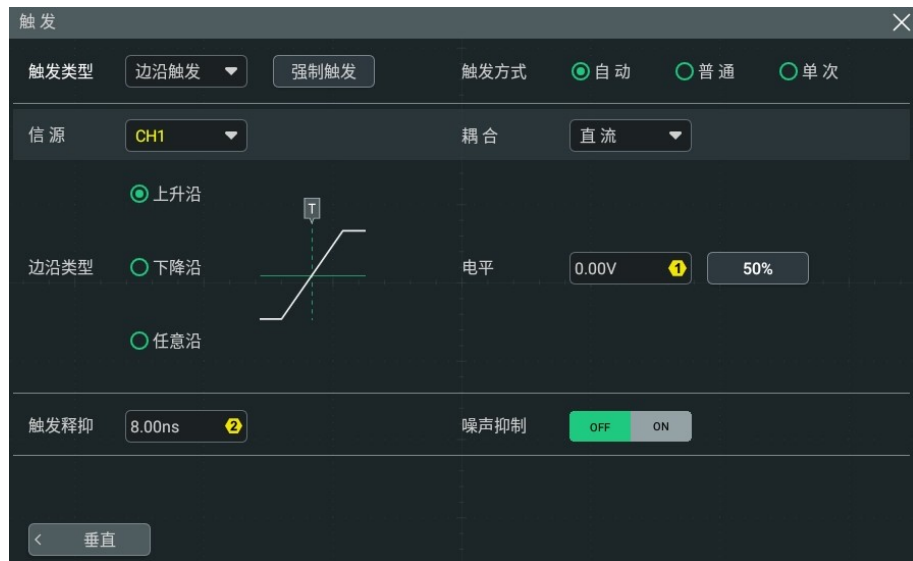 触发
触发类型 边沿触发 强制触发 触发方式 自动 普通 单次
信源 CH1 耦合 直流
上升沿
T
边沿类型 下降沿 电平 0.00V 1 50%
任意沿
触发释抑 8.00ns 2 噪声抑制 OFF ON
< 垂直